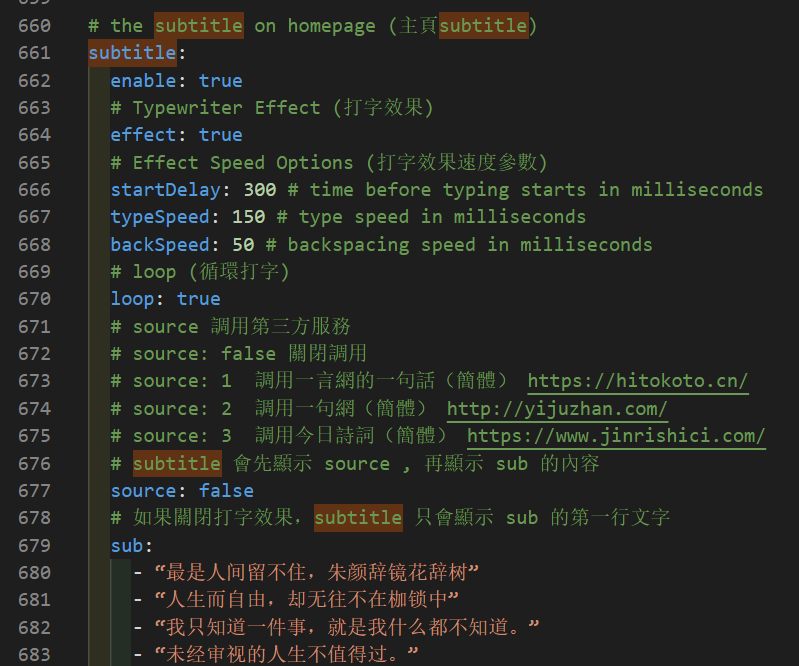 660 # the subtitle on homepage (主頁subtitle)
661 subtitle:
662 enable: true
663 # Typewriter Effect (打字效果)
664 effect: true
665 # Effect Speed Options (打字效果速度參數)
666 startDelay: 300 # time before typing starts in milliseconds
667 typeSpeed: 150 # type speed in milliseconds
668 backSpeed: 50 # backspacing speed in milliseconds
669 # loop (循環打字)
670 loop: true
671 # source 調用第三方服務
672 # source: false 關閉調用
673 # source: 1  調用一言網的一句話（簡體） https://hitokoto.cn/
674 # source: 2  調用一句網（簡體） http://yijuzhan.com/
675 # source: 3  調用今日詩詞（簡體） https://www.jinrishici.com/
676 # subtitle 會先顯示 source , 再顯示 sub 的內容
677 source: false
678 # 如果關閉打字效果，subtitle 只會顯示 sub 的第一行文字
679 sub:
680 - “最是人间留不住，朱颜辞镜花辞树”
681 - “人生而自由，却无往不在枷锁中”
682 - “我只知道一件事，就是我什么都不知道。”
683 - “未经审视的人生不值得过。”